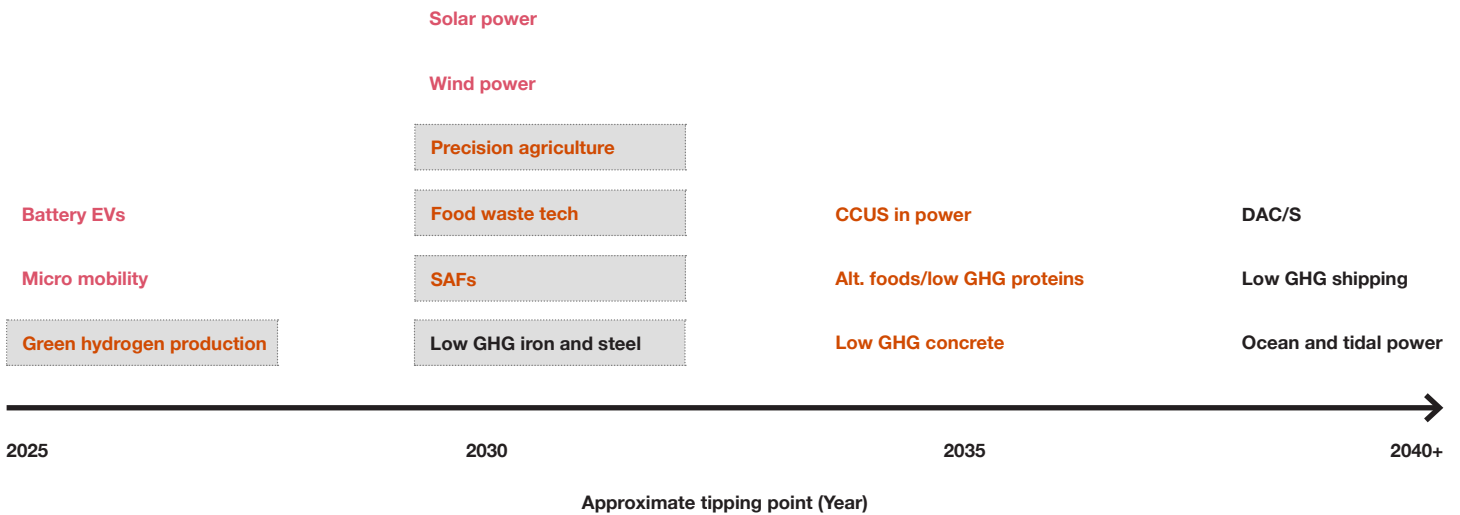 Solar power
Wind power
Precision agriculture
Battery EVs
Food waste tech
CCUS in power
DAC/S
Micro mobility
SAFs
Alt. foods/low GHG proteins
Low GHG shipping
Green hydrogen production
Low GHG iron and steel
Low GHG concrete
Ocean and tidal power
2025
2030
2035
2040+
Approximate tipping point (Year)